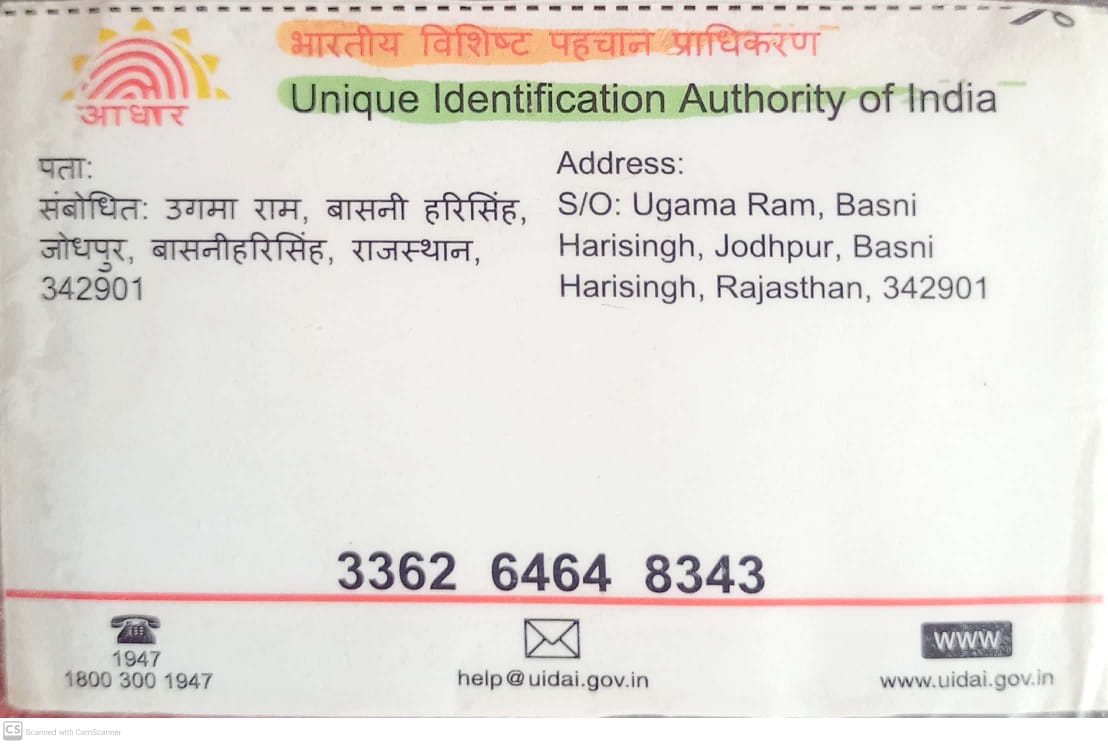 भारतीय विशिष्ट पहचान प्राधिकरण
Unique Identification Authority of India
आधार
पता:
संबोधित: उगमा राम, बासनी हरिसिंह,
जोधपुर, बासनीहरिसिंह, राजस्थान,
342901
Address:
S/O: Ugama Ram, Basni
Harisingh, Jodhpur, Basni
Harisingh, Rajasthan, 342901
3362 6464 8343
1947
1800 300 1947
help@uidai.gov.in
www
www.uidai.gov.in
CS Scanned with CamScanner